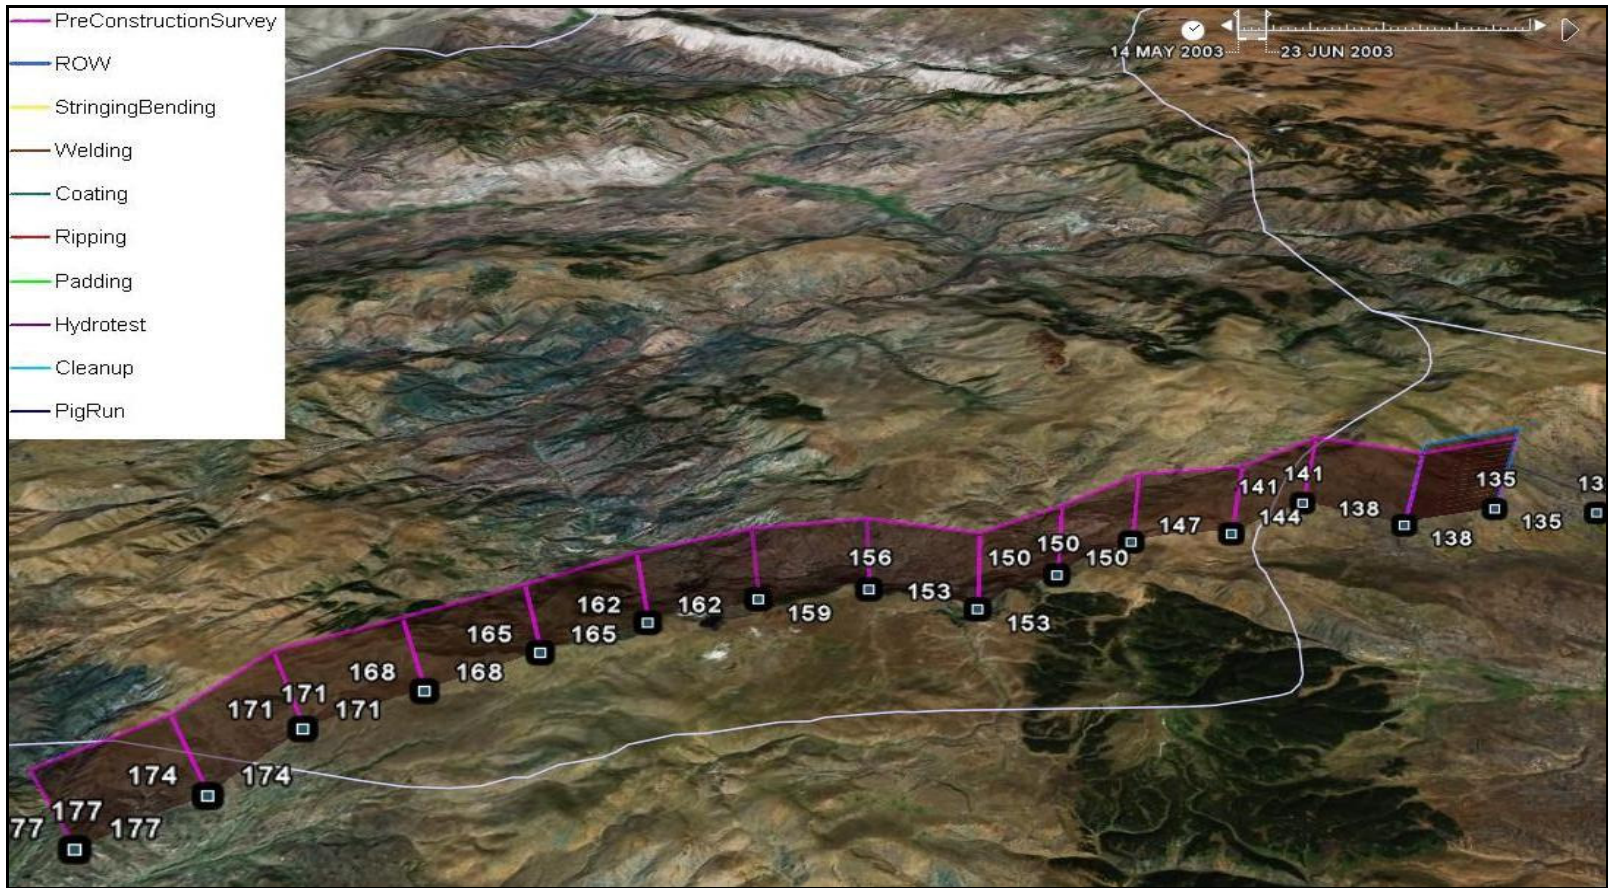 PreConstructionSurvey
ROW
StringingBending
Welding
Coating
Ripping
Padding
Hydrotest
Cleanup
PigRun
14 MAY 2003
23 JUN 2003
135
13
141
141
138
135
147
144
138
150
150
150
156
153
153
162
162
159
165
165
168
168
171
171
171
174
174
177
77
177